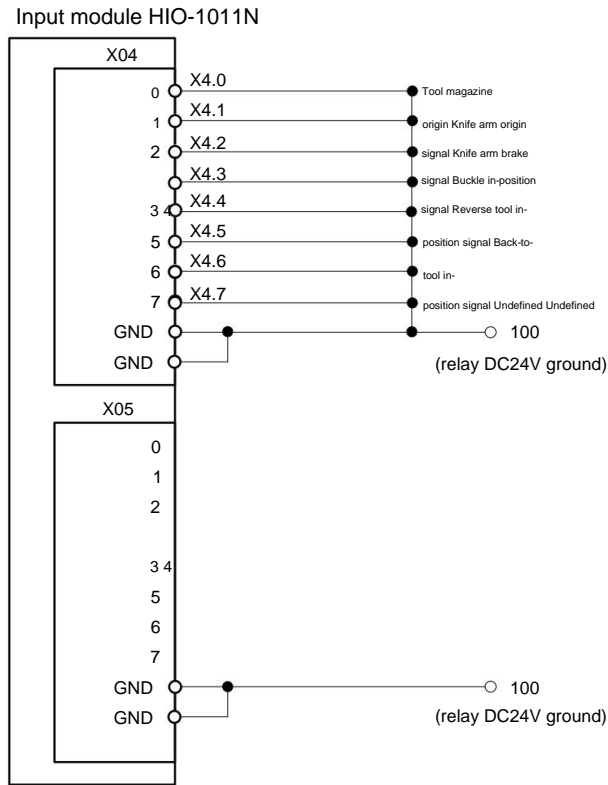 Input module HIO-1011N
X04
0 X4.0 Tool magazine
1 X4.1 origin Knife arm origin
2 X4.2 signal Knife arm brake
X4.3 signal Buckle in-position
3 4 X4.4 signal Reverse tool in-
5 X4.5 position signal Back-to-
6 X4.6 tool in-
7 X4.7 position signal Undefined Undefined
GND 100
GND (relay DC24V ground)
X05
0
1
2
3 4
5
6
7
GND 100
GND (relay DC24V ground)